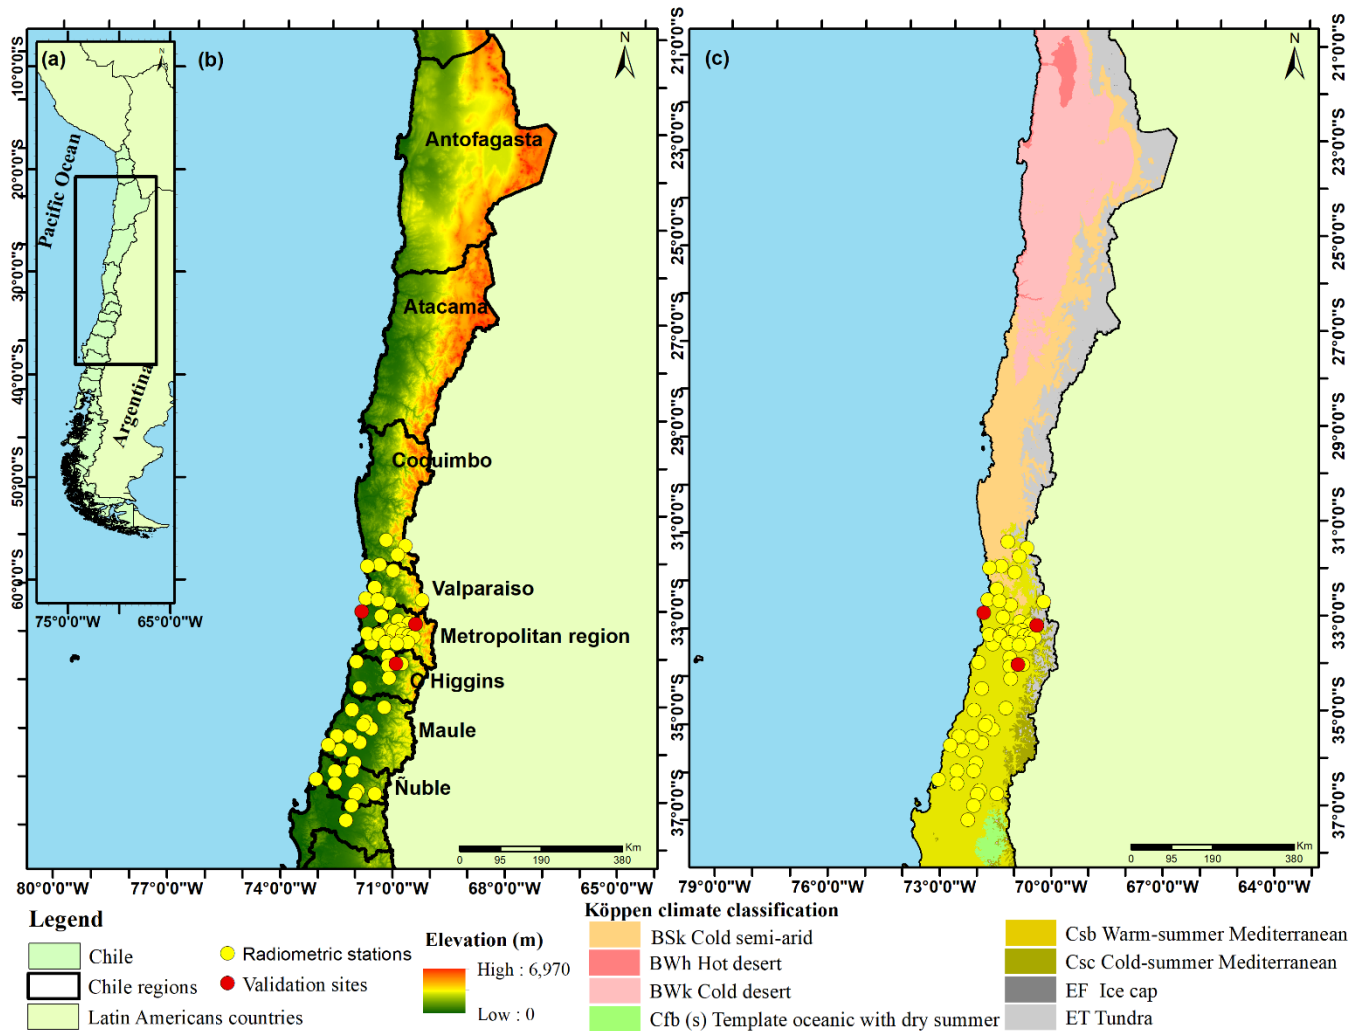 (a)
N
Pacific Ocean
Argentina
10°0'0"S
20°0'0"S
30°0'0"S
40°0'0"S
50°0'0"S
60°0'0"S
75°0'0"W
65°0'0"W
(b)
N
Antofagasta
Atacama
Coquimbo
Valparaiso
Metropolitan region
O'Higgins
Maule
Ñuble
21°0'0"S
23°0'0"S
25°0'0"S
27°0'0"S
29°0'0"S
31°0'0"S
33°0'0"S
35°0'0"S
37°0'0"S
Km
0 95 190 380
80°0'0"W
77°0'0"W
74°0'0"W
71°0'0"W
68°0'0"W
65°0'0"W
(c)
N
21°0'0"S
23°0'0"S
25°0'0"S
27°0'0"S
29°0'0"S
31°0'0"S
33°0'0"S
35°0'0"S
37°0'0"S
Km
0 95 190 380
79°0'0"W
76°0'0"W
73°0'0"W
70°0'0"W
67°0'0"W
64°0'0"W
Legend
Chile
Chile regions
Latin Americans countries
Radiometric stations
Validation sites
Elevation (m)
High : 6,970
Low : 0
Köppen climate classification
BSk Cold semi-arid
BWh Hot desert
BWk Cold desert
Cfb (s) Template oceanic with dry summer
Csb Warm-summer Mediterranean
Csc Cold-summer Mediterranean
EF Ice cap
ET Tundra